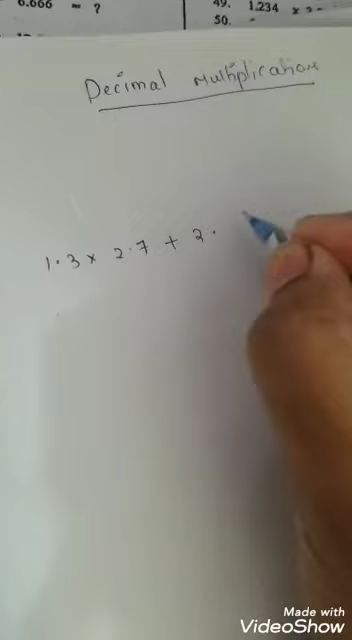 6.666 = ?
49. 1.234 x
50.
Decimal Multiplication
1.3 x 2.7 + 2.
Made with
VideoShow